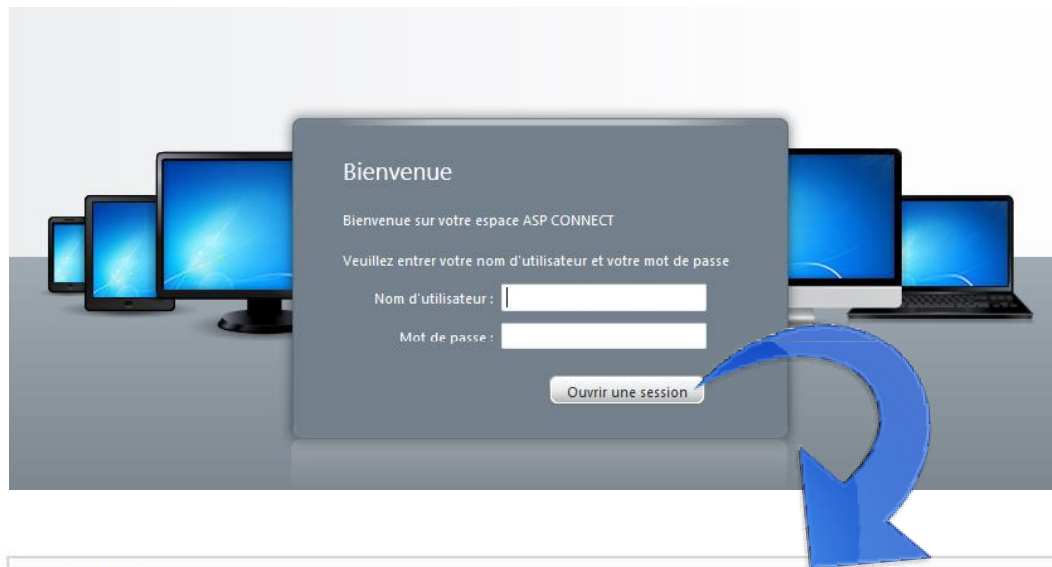 Bienvenue
Bienvenue sur votre espace ASP CONNECT
Veuillez entrer votre nom d'utilisateur et votre mot de passe
Nom d'utilisateur :
Mot de passe :
Ouvrir une session